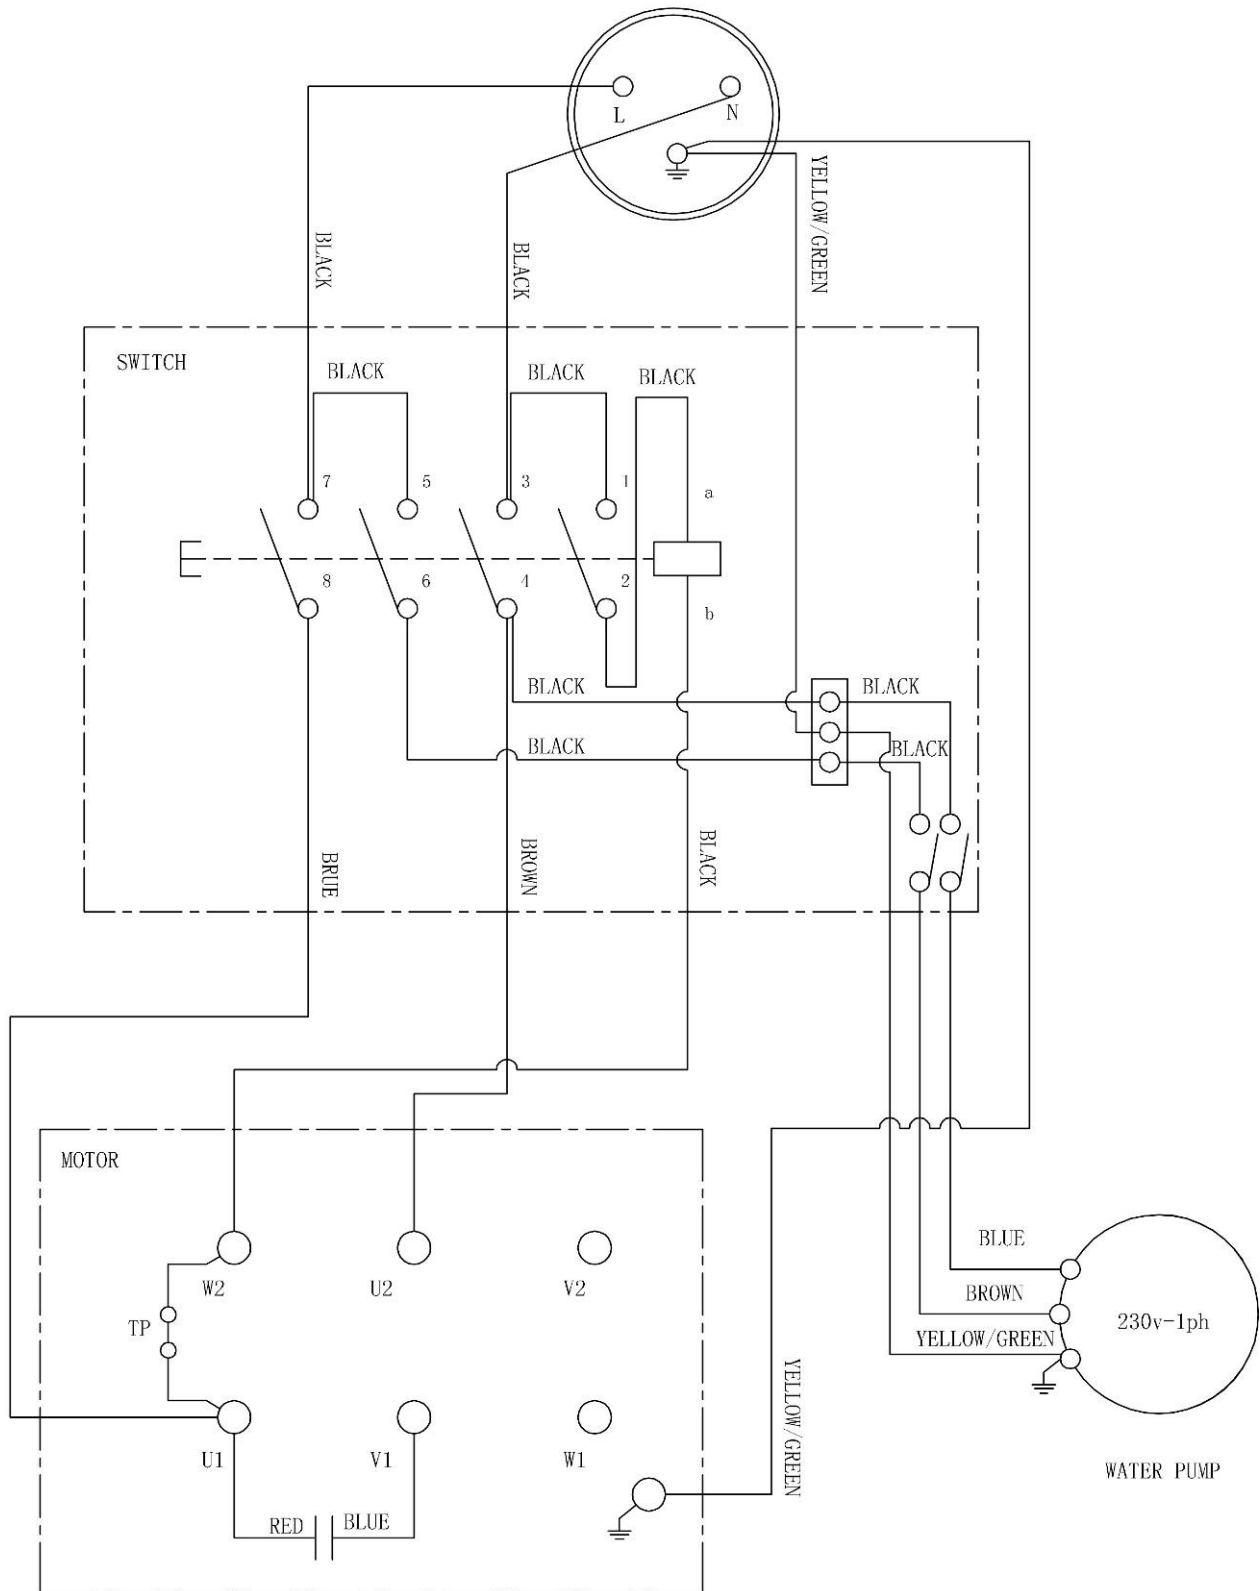 L
N
YELLOW/GREEN
BLACK
BLACK
SWITCH
BLACK
BLACK
BLACK
7
5
3
1
a
8
6
4
2
b
BLACK
BLACK
BLACK
BLACK
BRUE
BROWN
BLACK
MOTOR
W2
U2
V2
TP
U1
V1
W1
RED
BLUE
YELLOW/GREEN
BLUE
BROWN
YELLOW/GREEN
230v-1ph
WATER PUMP